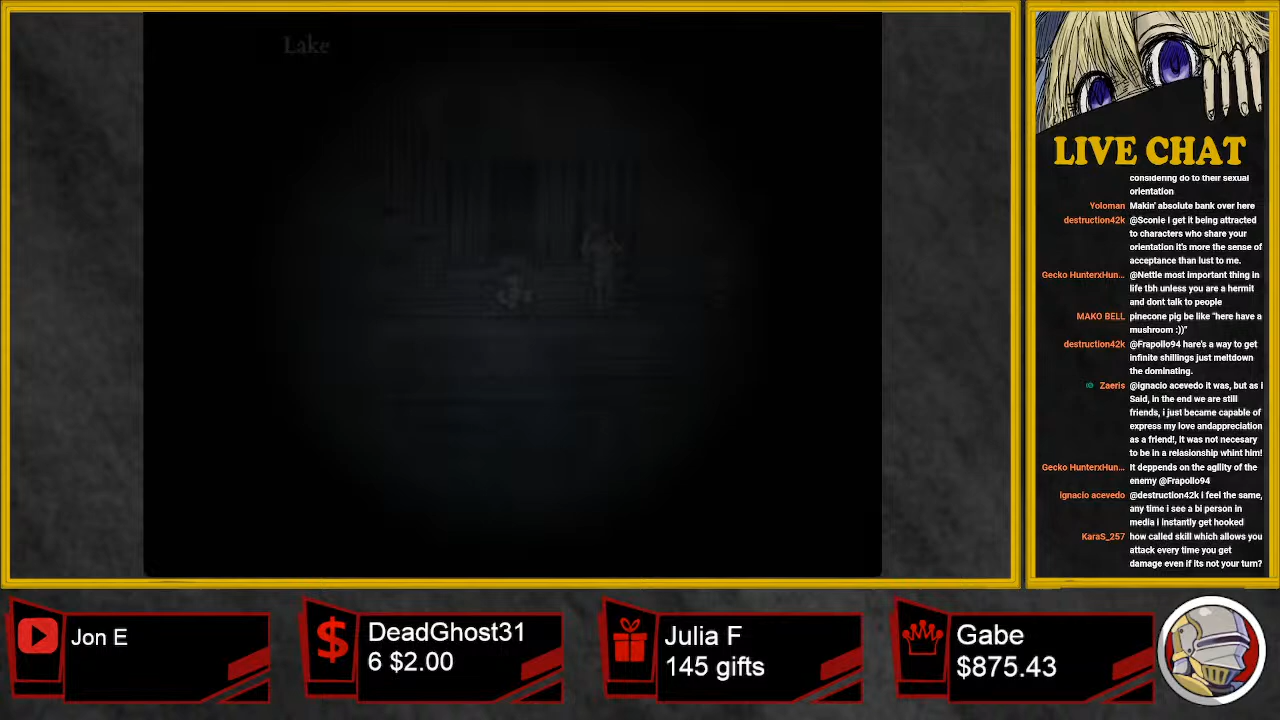 Lake
LIVE CHAT
considering do to their sexual
orientation
Yoloman Makin' absolute bank over here
destruction42k @Sconie I get it being attracted
to characters who share your
orientation it's more the sense of
acceptance than lust to me.
Gecko HunterxHun... @Nettle most important thing in
life tbh unless you are a hermit
and dont talk to people
MAKO BELL pinecone pig be like "here have a
mushroom :))"
destruction42k @Frapollo94 hare's a way to get
infinite shillings just meltdown
the dominating.
Zaeris @ignacio acevedo it was, but as i
Said, in the end we are still
friends, i just became capable of
express my love andappreciation
as a friend!, It was not necesary
to be in a relasionship whint him!
Gecko HunterxHun... It deppends on the agility of the
enemy @Frapollo94
ignacio acevedo @destruction42k i feel the same,
any time i see a bi person in
media i instantly get hooked
KaraS_257 how called skill which allows you
attack every time you get
damage even if its not your turn?
Jon E
DeadGhost31
6 $2.00
Julia F
145 gifts
Gabe
$875.43